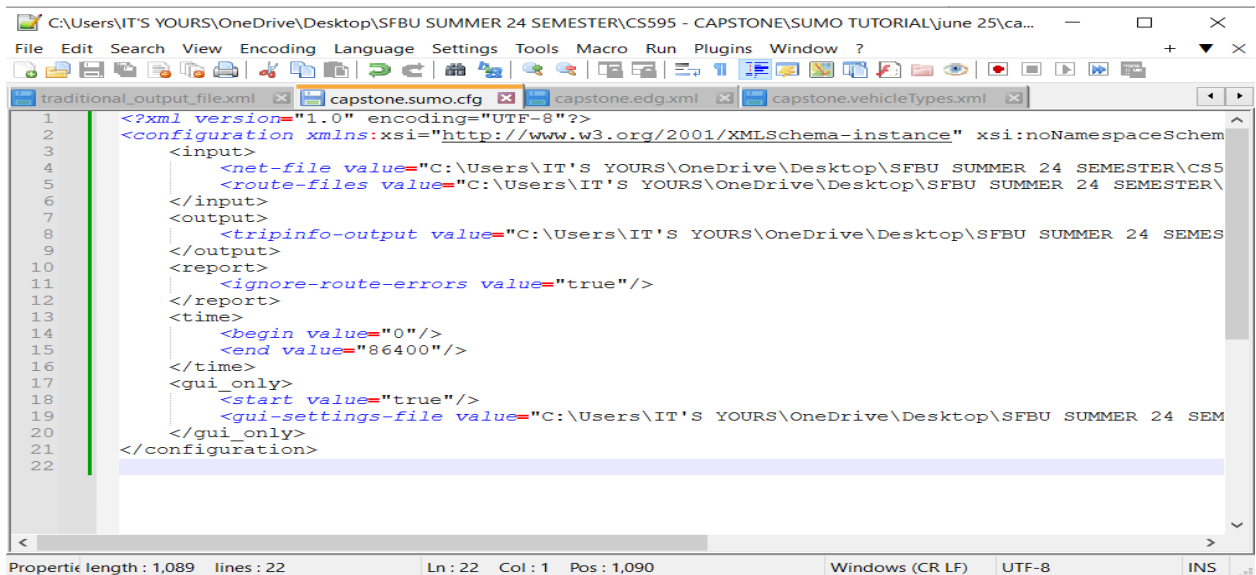 C:\Users\IT'S YOURS\OneDrive\Desktop\SFBU SUMMER 24 SEMESTER\CS595 - CAPSTONE\SUMO TUTORIAL\june 25\ca...
File Edit Search View Encoding Language Settings Tools Macro Run Plugins Window ?
traditional_output_file.xml capstone.sumo.cfg capstone.edg.xml capstone.vehicleTypes.xml
1 <?xml version="1.0" encoding="UTF-8"?>
2 <configuration xmlns:xsi="http://www.w3.org/2001/XMLSchema-instance" xsi:noNamespaceSchem
3 <input>
4 <net-file value="C:\Users\IT'S YOURS\OneDrive\Desktop\SFBU SUMMER 24 SEMESTER\CS5
5 <route-files value="C:\Users\IT'S YOURS\OneDrive\Desktop\SFBU SUMMER 24 SEMESTER\
6 </input>
7 <output>
8 <tripinfo-output value="C:\Users\IT'S YOURS\OneDrive\Desktop\SFBU SUMMER 24 SEMES
9 </output>
10 <report>
11 <ignore-route-errors value="true"/>
12 </report>
13 <time>
14 <begin value="0"/>
15 <end value="86400"/>
16 </time>
17 <gui_only>
18 <start value="true"/>
19 <gui-settings-file value="C:\Users\IT'S YOURS\OneDrive\Desktop\SFBU SUMMER 24 SEM
20 </gui_only>
21 </configuration>
22
Propertie length : 1,089 lines : 22 Ln : 22 Col : 1 Pos : 1,090 Windows (CR LF) UTF-8 INS